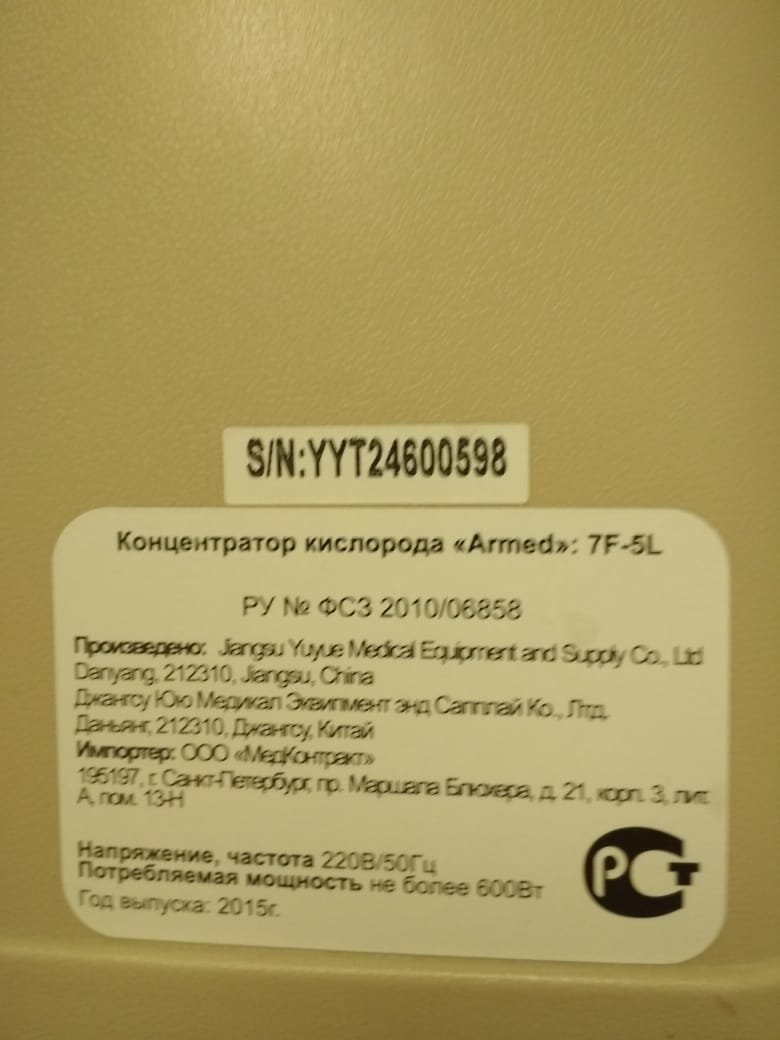 S/N:YYT24600598
Концентратор кислорода «Armed»: 7F-5L
РУ № ФСЗ 2010/06858
Произведено: Jiangsu Yuyue Medical Equipment and Supply Co., Ltd
Danyang, 212310, Jiangsu, China
Джангсу Юю Медикал Эквипмент энд Сапплай Ко., Лтд.
Даньянг, 212310, Джангсу, Китай
Импортер: ООО «МедКонтракт»
195197, г. Санкт-Петербург, пр. Маршала Блюхера, д. 21, корп. 3, лит.
А, пом. 13-Н
Напряжение, частота 220В/50Гц
Потребляемая мощность не более 600Вт
Год выпуска: 2015г.
РСТ